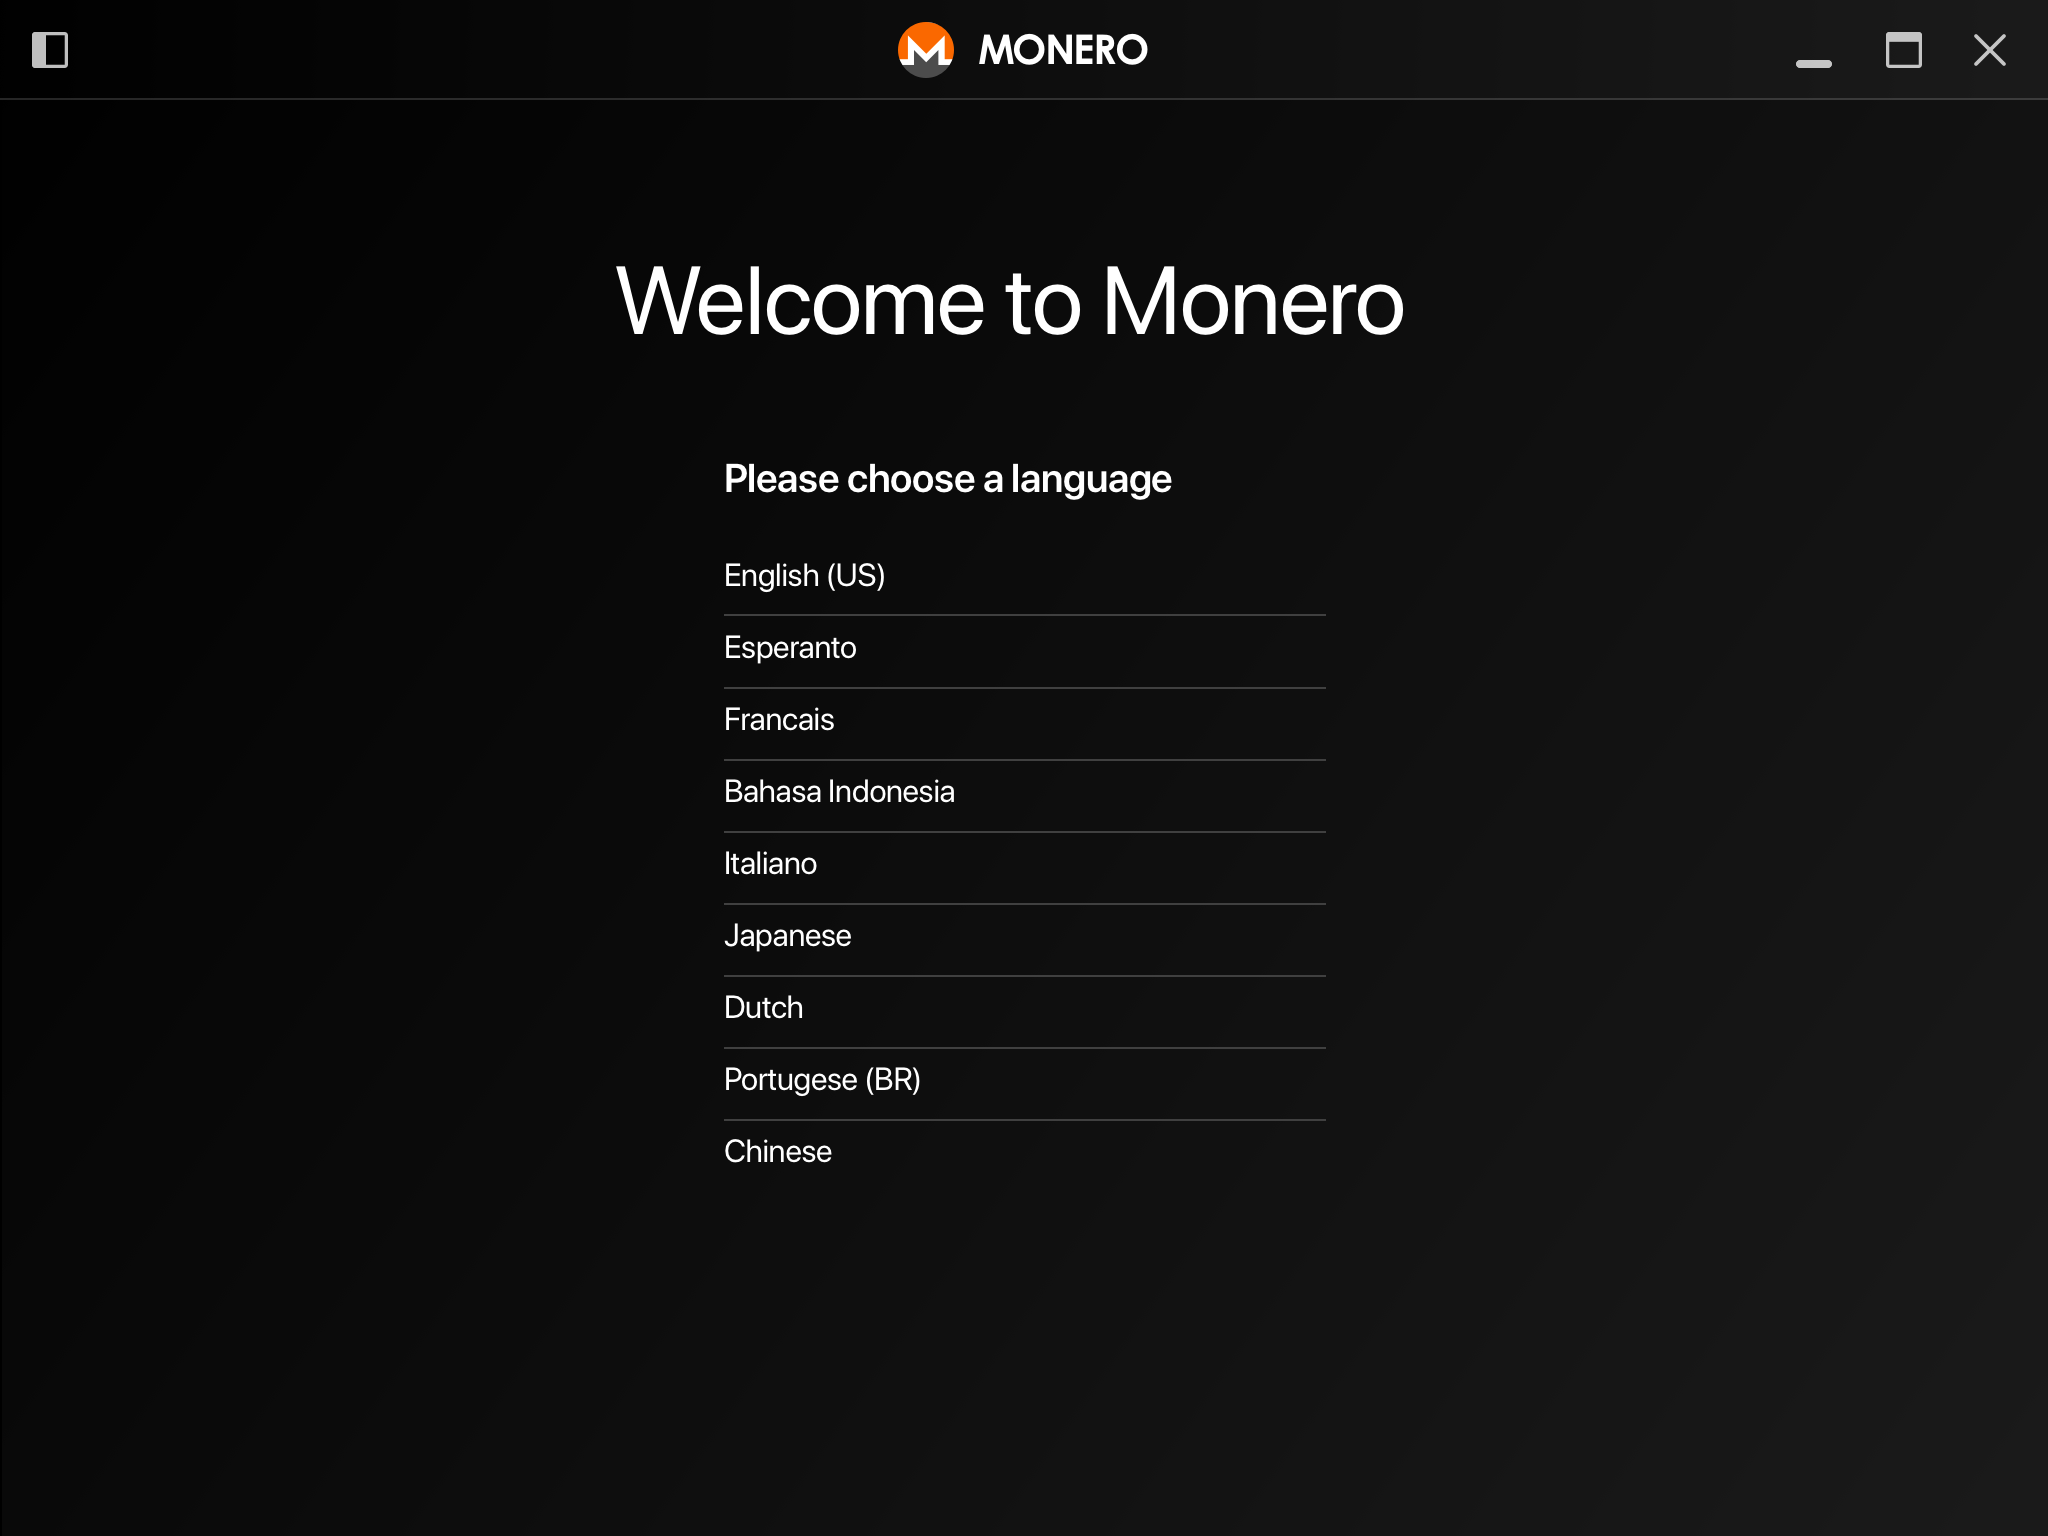 MONERO
Welcome to Monero
Please choose a language
English (US)
Esperanto
Francais
Bahasa Indonesia
Italiano
Japanese
Dutch
Portugese (BR)
Chinese